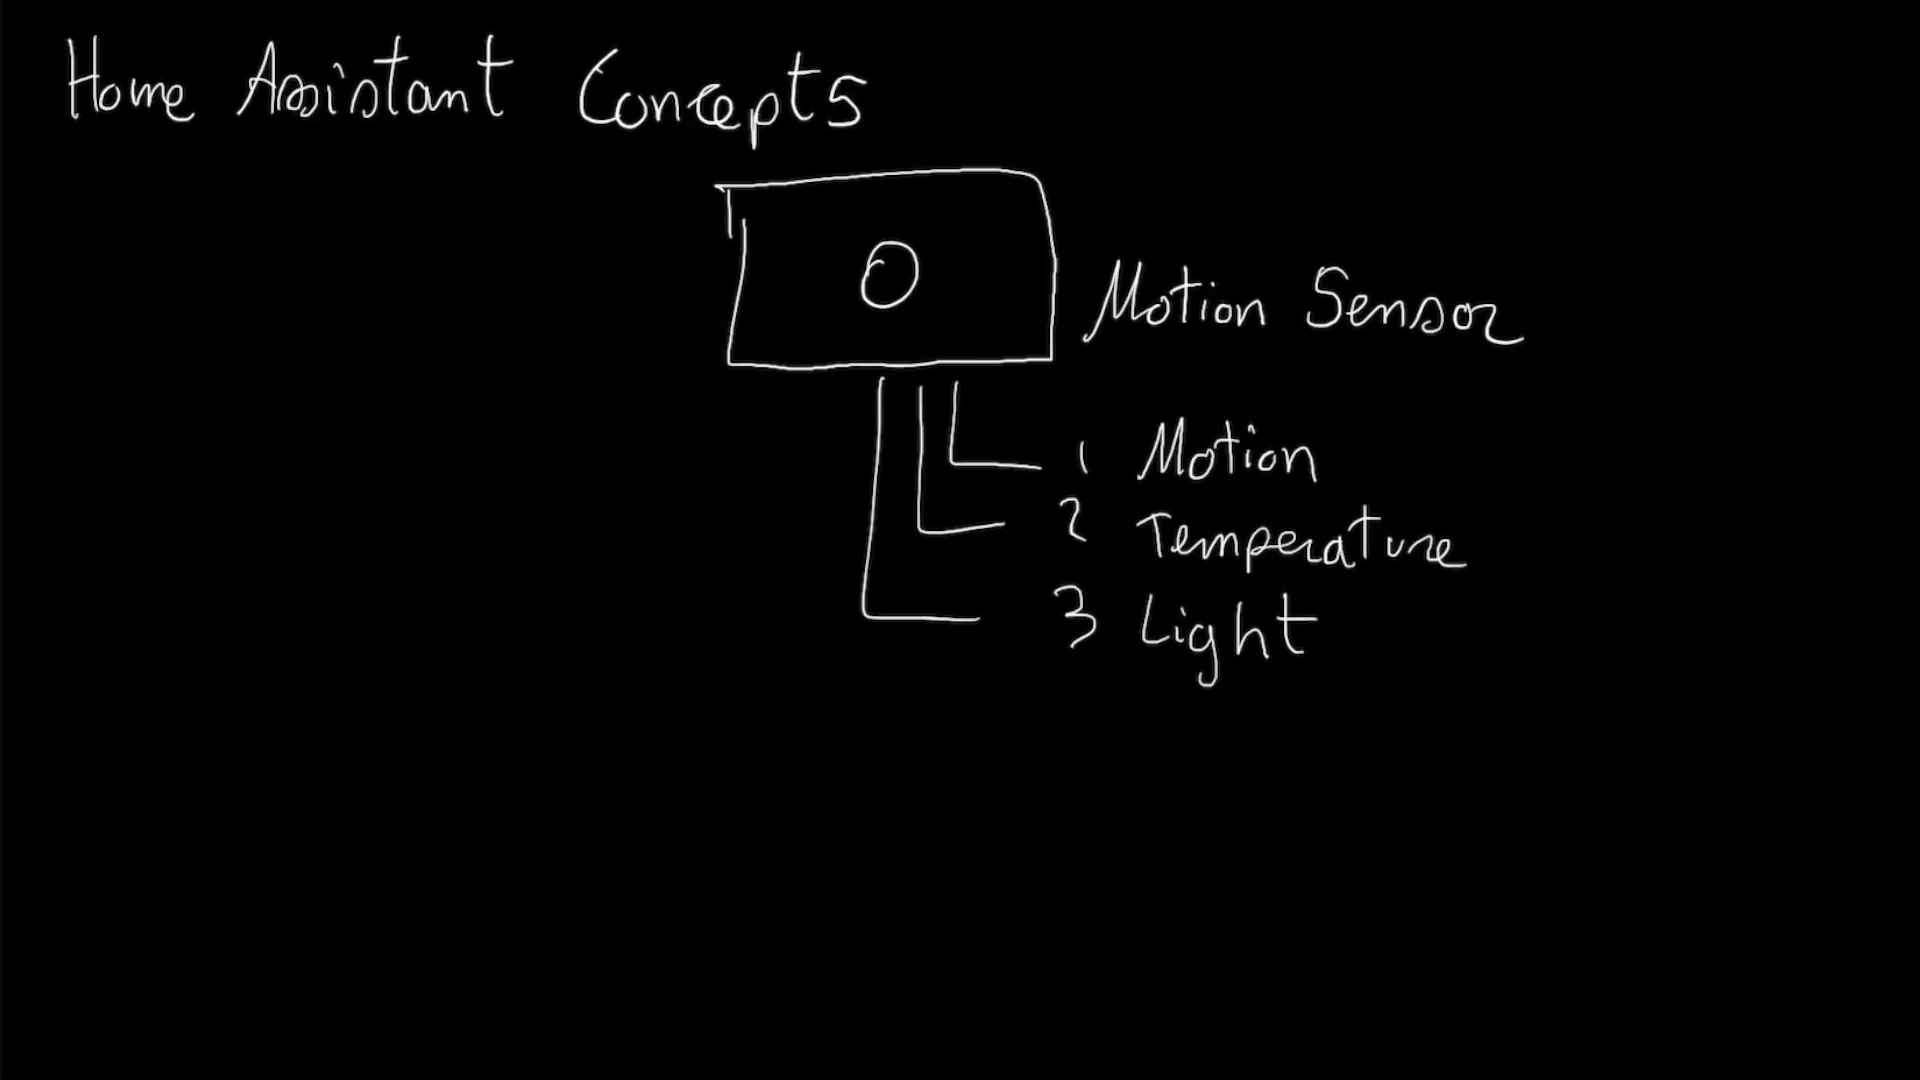 Home Assistant Concepts
Motion Sensor
1 Motion
2 Temperature
3 Light